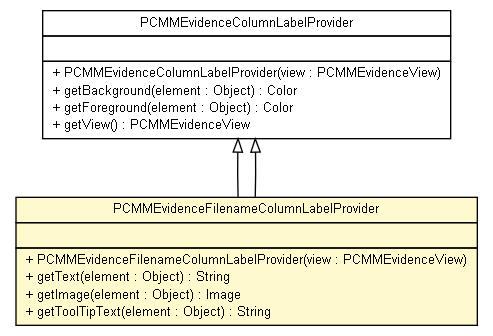 PCMMEvidenceColumnLabelProvider
+ PCMMEvidenceColumnLabelProvider(view : PCMMEvidenceView)
+ getBackground(element : Object) : Color
+ getForeground(element : Object) : Color
+ getView() : PCMMEvidenceView
PCMMEvidenceFilenameColumnLabelProvider
+ PCMMEvidenceFilenameColumnLabelProvider(view : PCMMEvidenceView)
+ getText(element : Object) : String
+ getImage(element : Object) : Image
+ getToolTipText(element : Object) : String